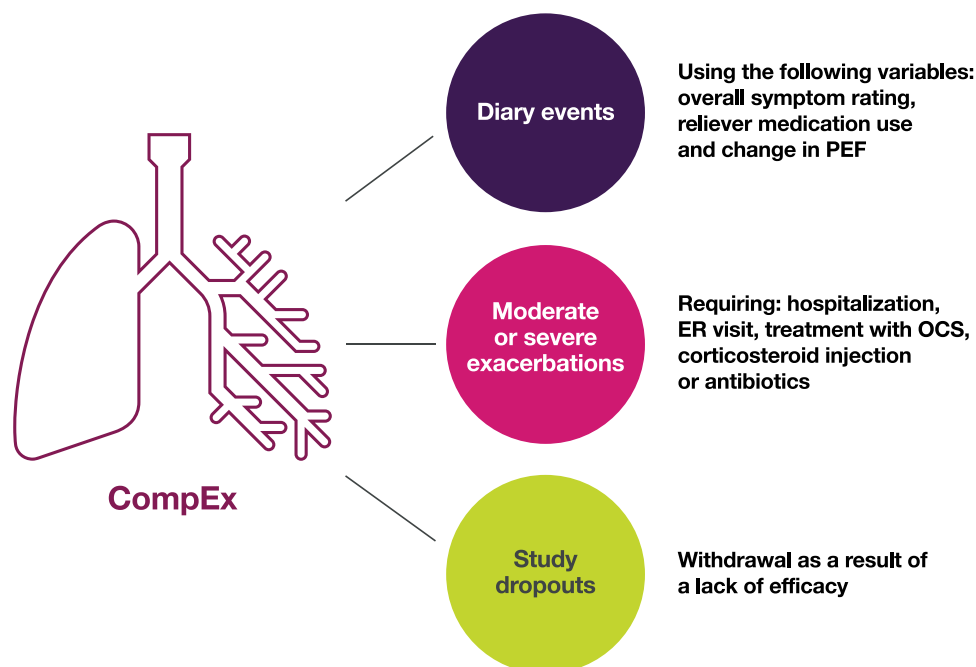 Diary events
Using the following variables:
overall symptom rating,
reliever medication use
and change in PEF
Moderate
or severe
exacerbations
Requiring: hospitalization,
ER visit, treatment with OCS,
corticosteroid injection
or antibiotics
CompEx
Study
dropouts
Withdrawal as a result of
a lack of efficacy